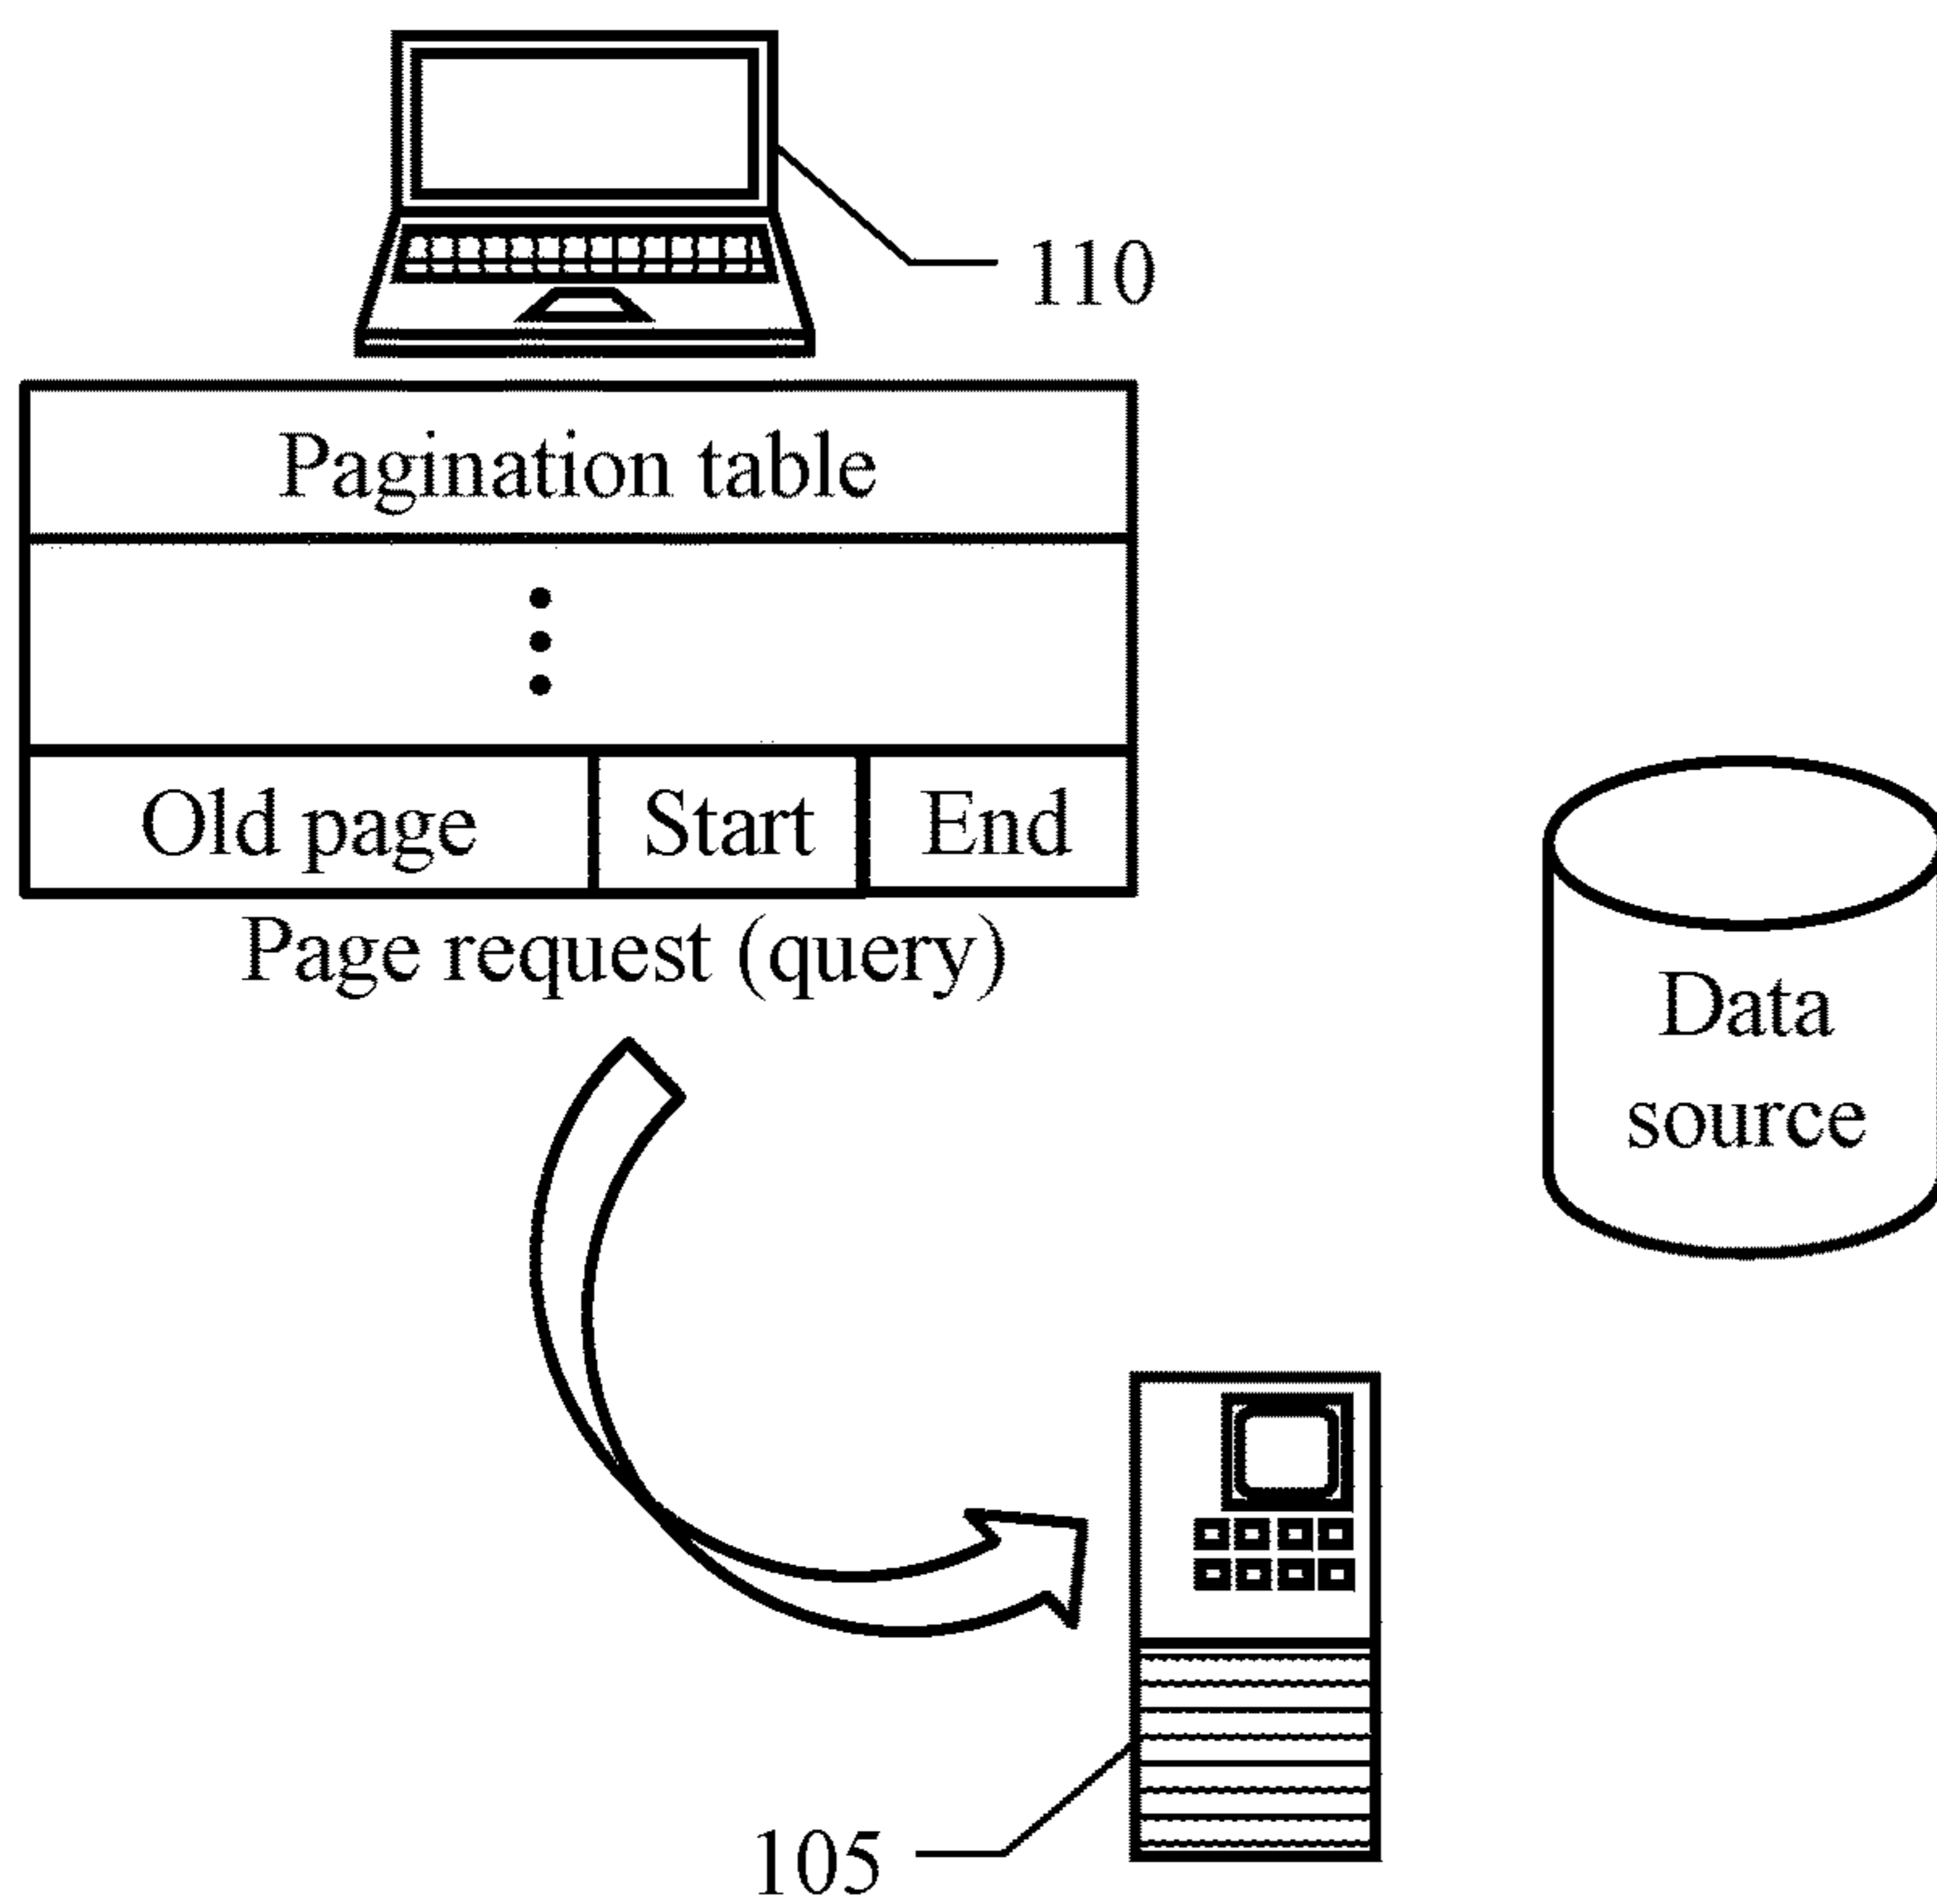 110
Pagination table
Old page Start End
Page request (query)
Data
source
105